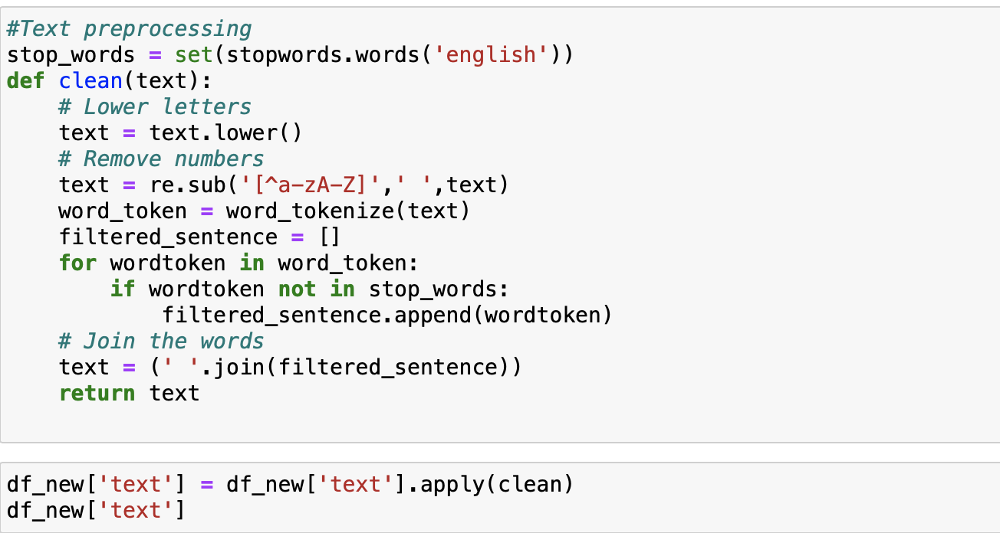 #Text preprocessing
stop_words = set(stopwords.words('english'))
def clean(text):
    # Lower letters
    text = text.lower()
    # Remove numbers
    text = re.sub('[^a-zA-Z]',' ',text)
    word_token = word_tokenize(text)
    filtered_sentence = []
    for wordtoken in word_token:
        if wordtoken not in stop_words:
            filtered_sentence.append(wordtoken)
    # Join the words
    text = (' '.join(filtered_sentence))
    return text
df_new['text'] = df_new['text'].apply(clean)
df_new['text']